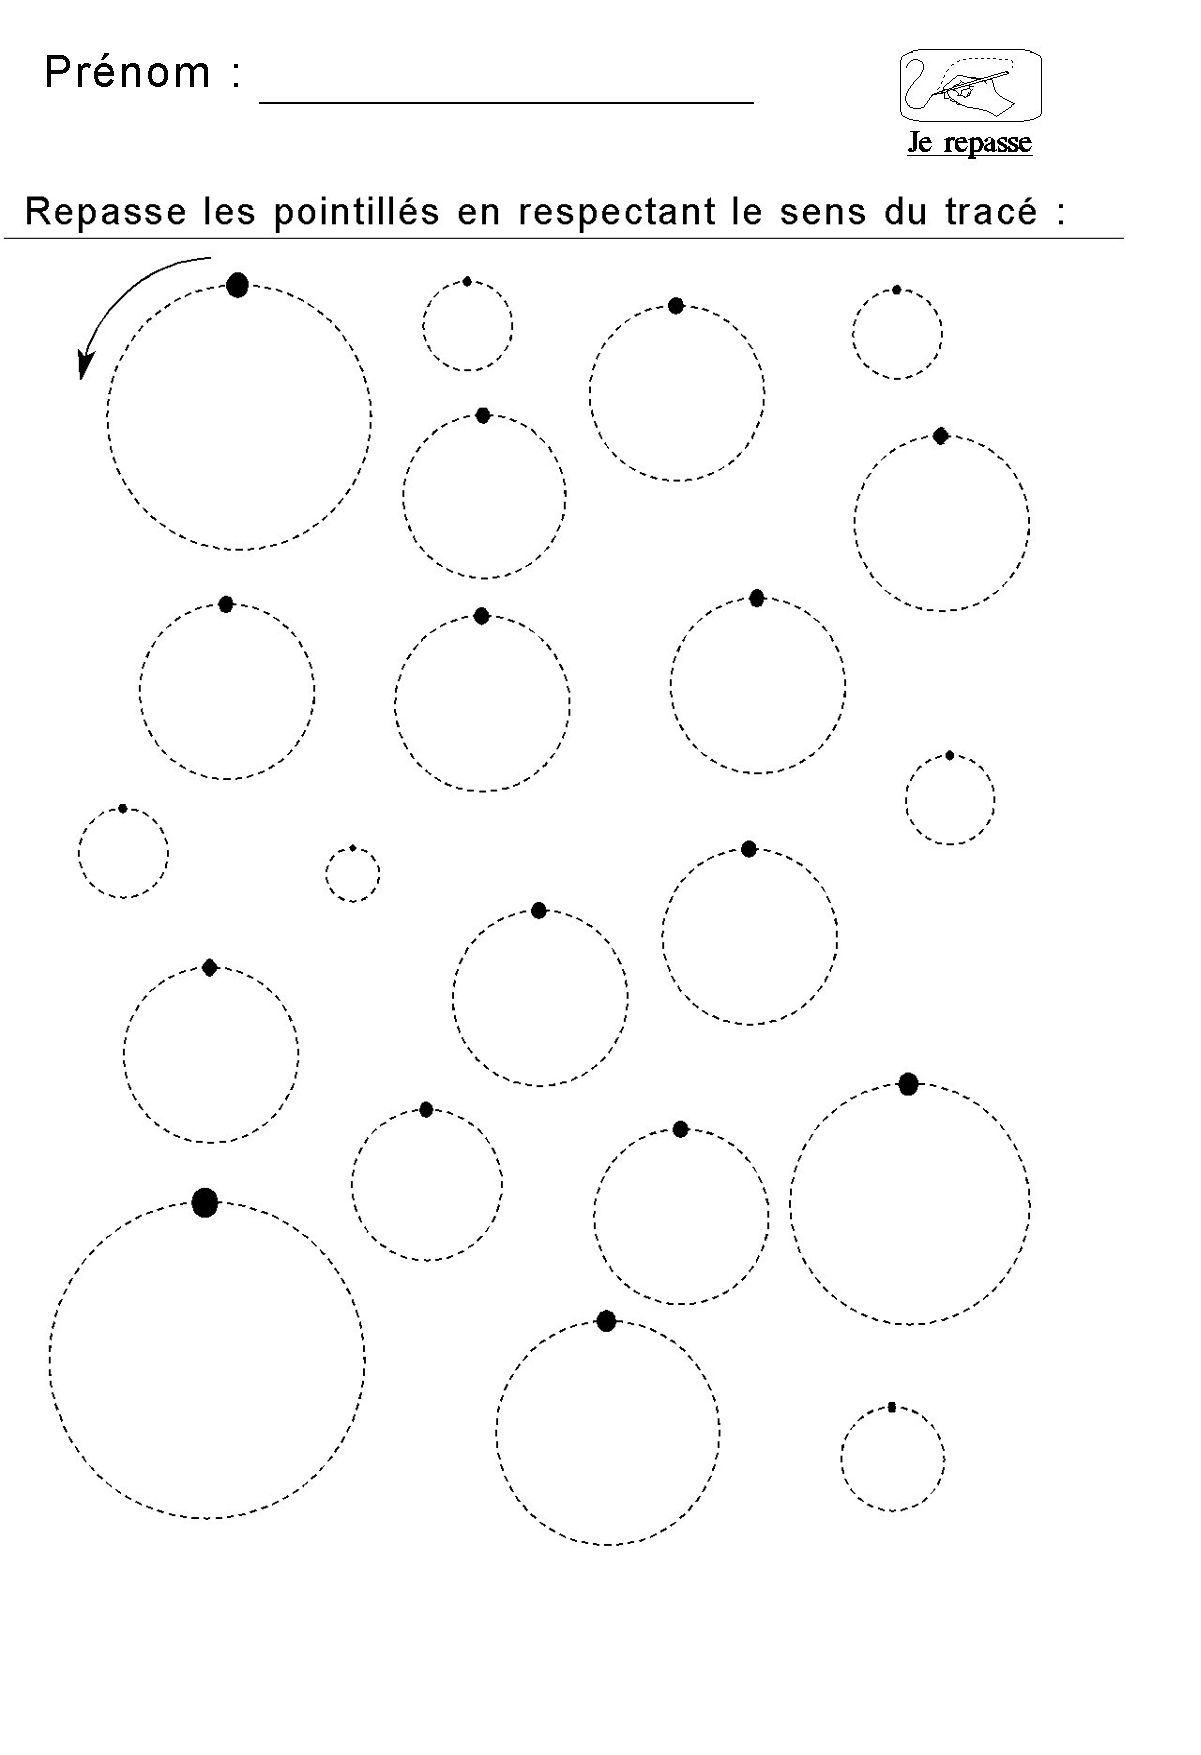 Prénom :
Je repasse
Repasse les pointillés en respectant le sens du tracé :